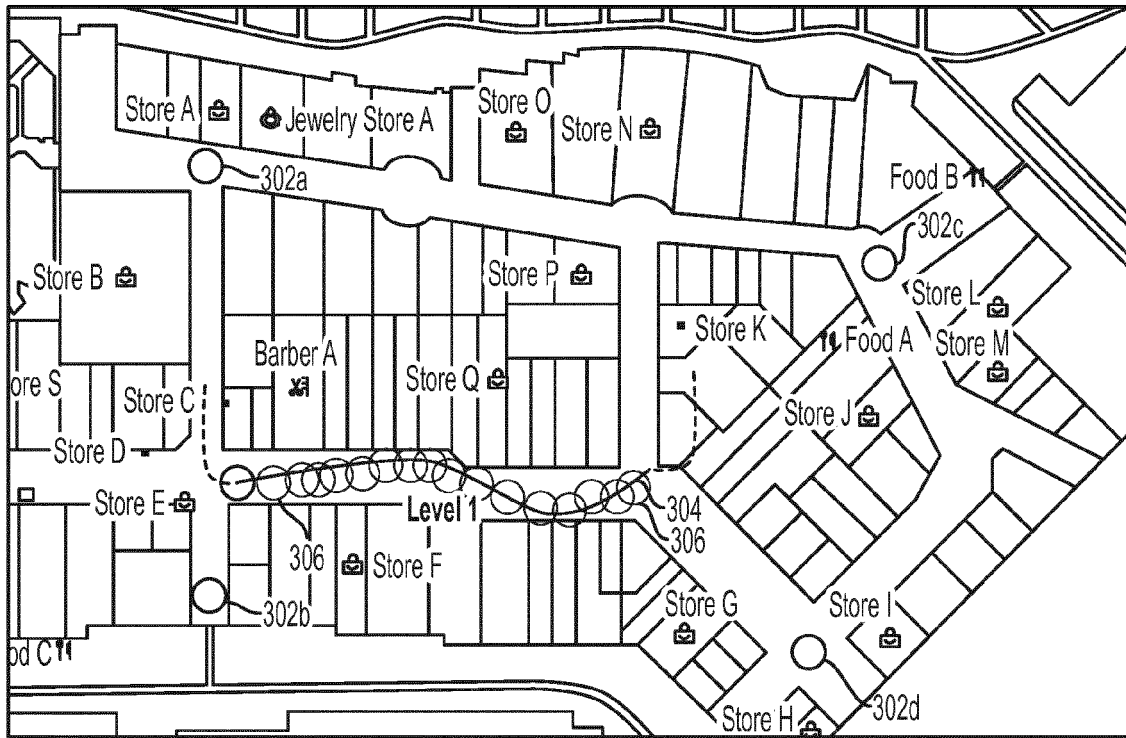 Store A
Jewelry Store A
Store O
Store N
302a
Food B
302c
Store B
Store P
Store L
Store K
Food A
Store M
Barber A
ore S
Store C
Store Q
Store J
Store D
Store E
Level 1
304
306
306
Store F
302b
Store G
Store I
od C
Store H
302d